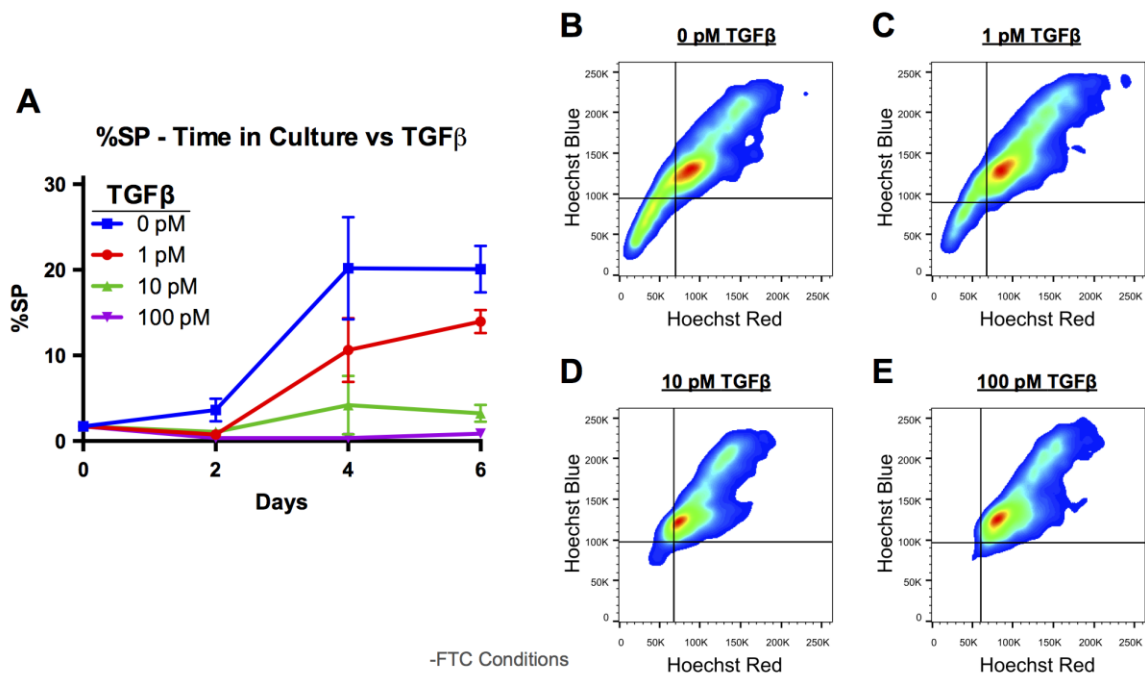 A
%SP - Time in Culture vs TGFβ
30
20
10
0
%SP
TGFβ
0 pM
1 pM
10 pM
100 pM
0 2 4 6
Days
B
0 pM TGFβ
250K
200K
150K
100K
50K
0
Hoechst Blue
0 50K 100K 150K 200K 250K
Hoechst Red
C
1 pM TGFβ
250K
200K
150K
100K
50K
0
Hoechst Blue
0 50K 100K 150K 200K 250K
Hoechst Red
D
10 pM TGFβ
250K
200K
150K
100K
50K
0
Hoechst Blue
0 50K 100K 150K 200K 250K
Hoechst Red
E
100 pM TGFβ
250K
200K
150K
100K
50K
0
Hoechst Blue
0 50K 100K 150K 200K 250K
Hoechst Red
-FTC Conditions